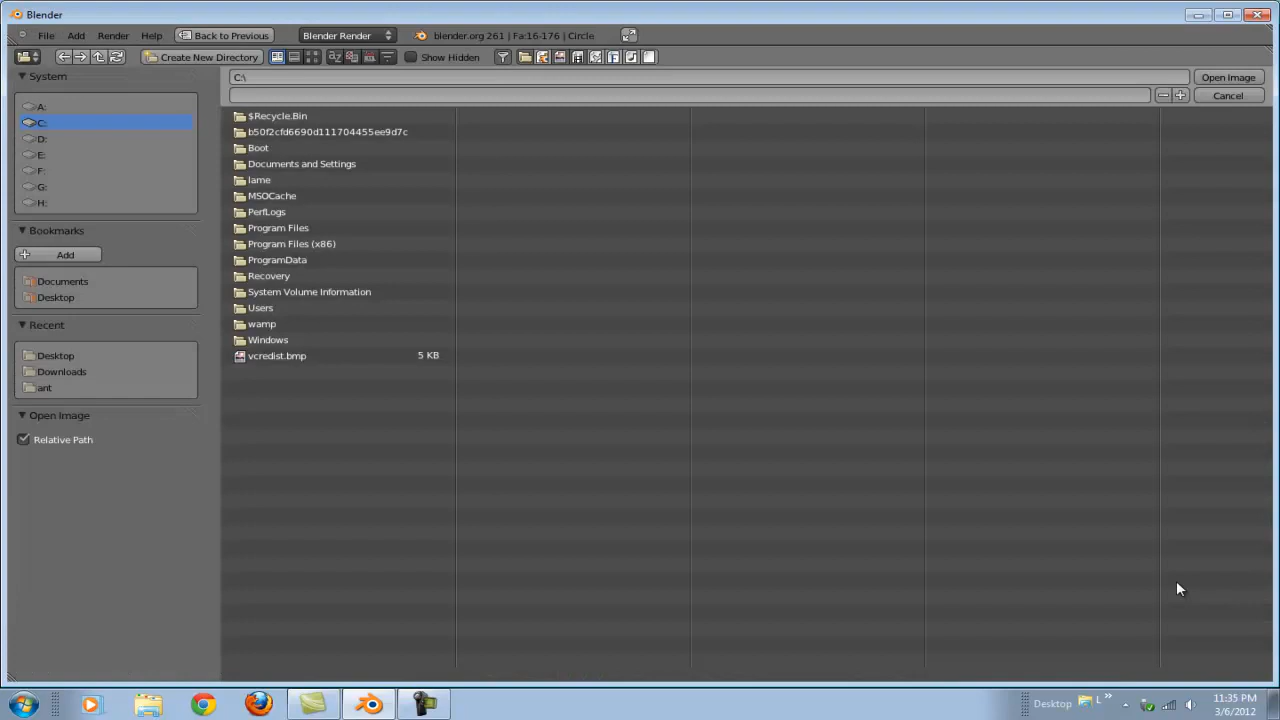 Blender
File Add Render Help Back to Previous Blender Render blender.org 261 | Fa:16-176 | Circle
Create New Directory Show Hidden
System
C:\ Open Image
Cancel
A:
C:
D:
E:
F:
G:
H:
Bookmarks
Add
Documents
Desktop
Recent
Desktop
Downloads
ant
Open Image
Relative Path
$Recycle.Bin
b50f2cfd6690d111704455ee9d7c
Boot
Documents and Settings
lame
MSOCache
PerfLogs
Program Files
Program Files (x86)
ProgramData
Recovery
System Volume Information
Users
wamp
Windows
vcredist.bmp 5 KB
Desktop L »
11:35 PM
3/6/2012